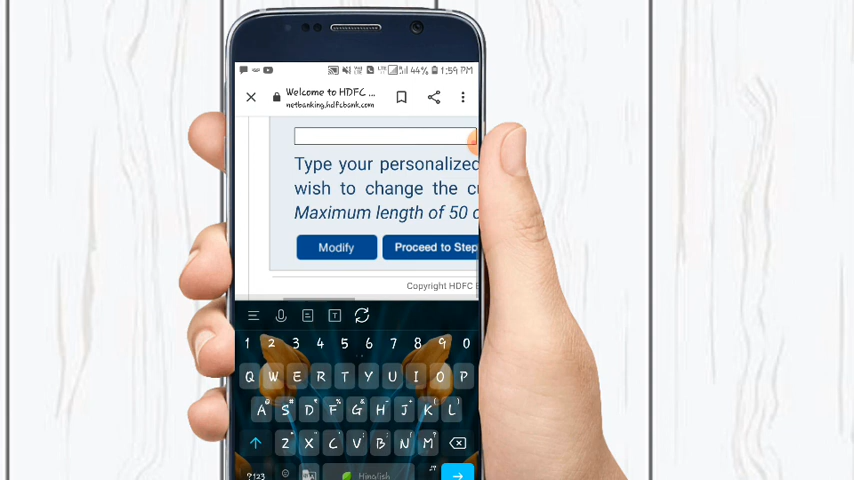 44% 1:59 PM
Welcome to HDFC ...
netbanking.hdfcbank.com
Type your personalized
wish to change the c
Maximum length of 50 c
Modify
Proceed to Step
Copyright HDFC
1 2 3 4 5 6 7 8 9 0
Q W E R T Y U I O P
A S D F G H J K L
Z X C V B N M
?123 Hinglish